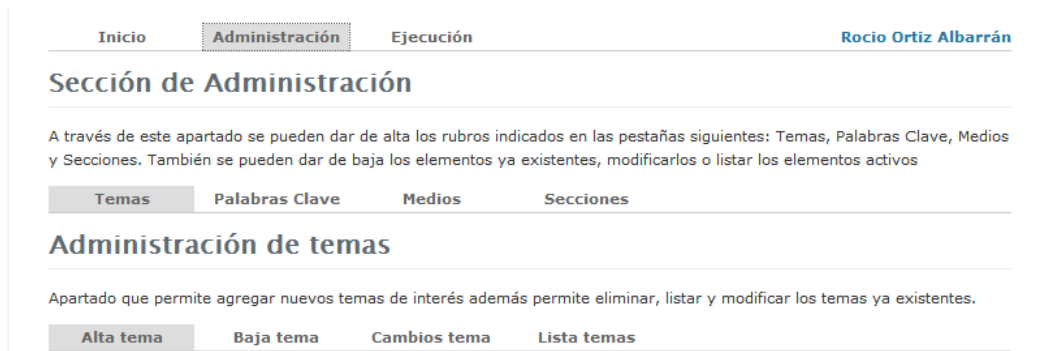 Inicio Administración Ejecución Rocio Ortiz Albarrán
Sección de Administración
A través de este apartado se pueden dar de alta los rubros indicados en las pestañas siguientes: Temas, Palabras Clave, Medios
y Secciones. También se pueden dar de baja los elementos ya existentes, modificarlos o listar los elementos activos
Temas Palabras Clave Medios Secciones
Administración de temas
Apartado que permite agregar nuevos temas de interés además permite eliminar, listar y modificar los temas ya existentes.
Alta tema Baja tema Cambios tema Lista temas